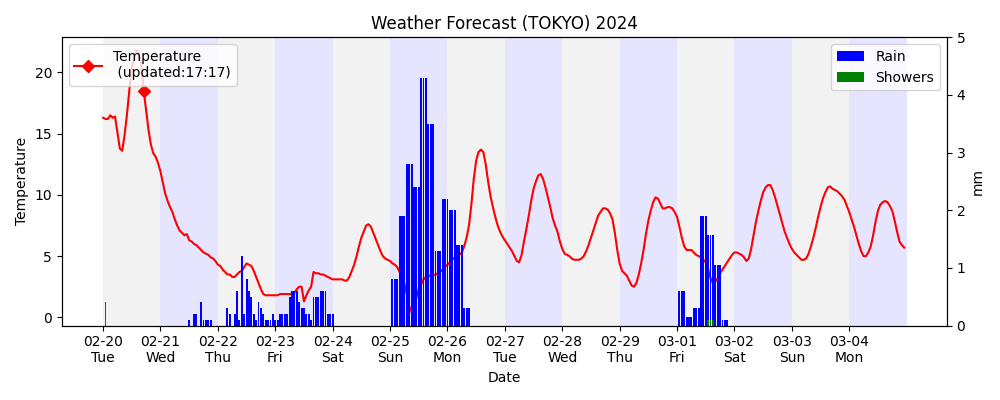 Weather Forecast (TOKYO) 2024
Temperature
(updated:17:17)
Rain
Showers
Temperature
20
15
10
5
0
5
4
3
2
1
0
mm
02-20 02-21 02-22 02-23 02-24 02-25 02-26 02-27 02-28 02-29 03-01 03-02 03-03 03-04
Tue Wed Thu Fri Sat Sun Mon Tue Wed Thu Fri Sat Sun Mon
Date